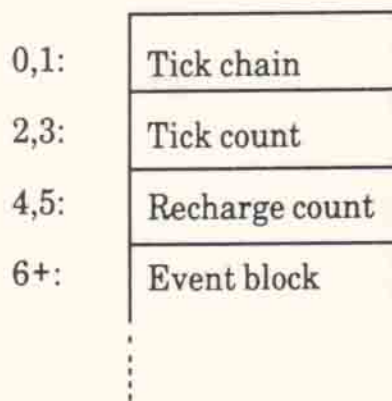 0,1: Tick chain
2,3: Tick count
4,5: Recharge count
6+: Event block